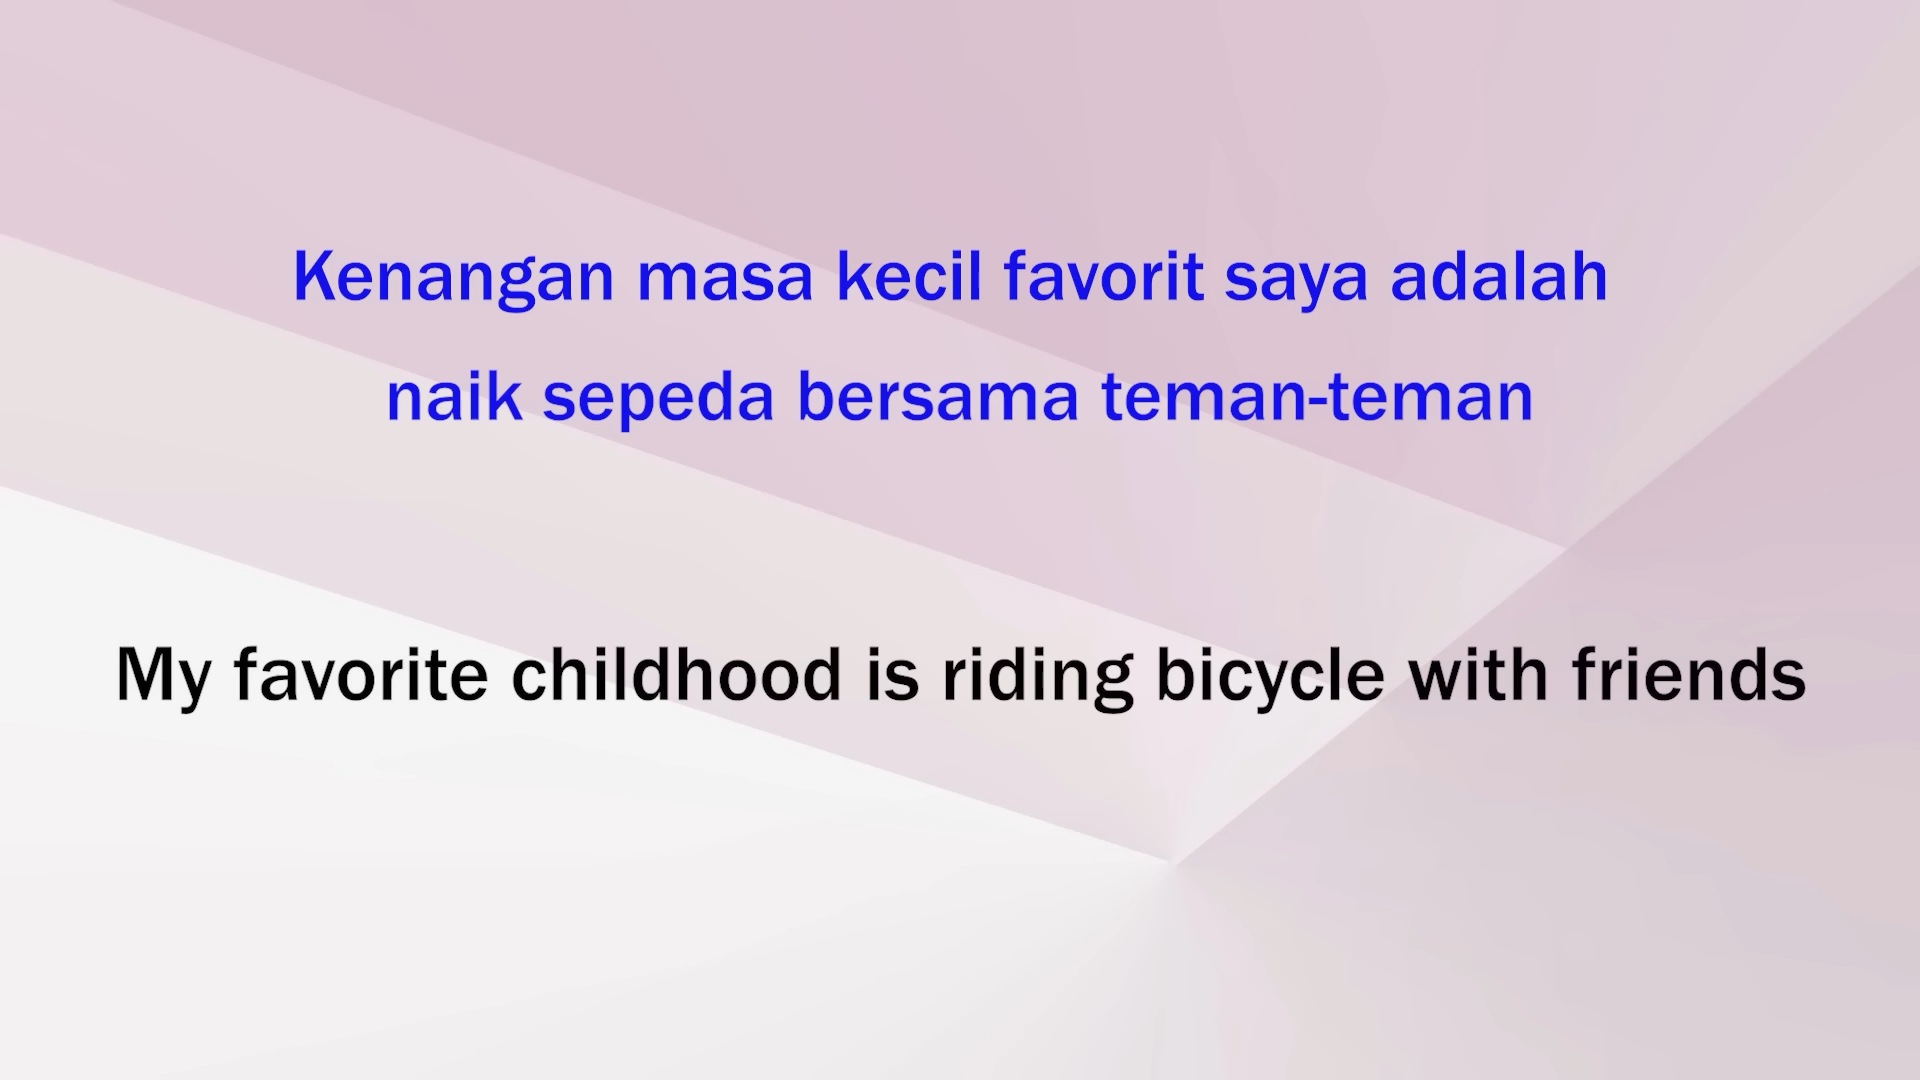 Kenangan masa kecil favorit saya adalah
naik sepeda bersama teman-teman
My favorite childhood is riding bicycle with friends